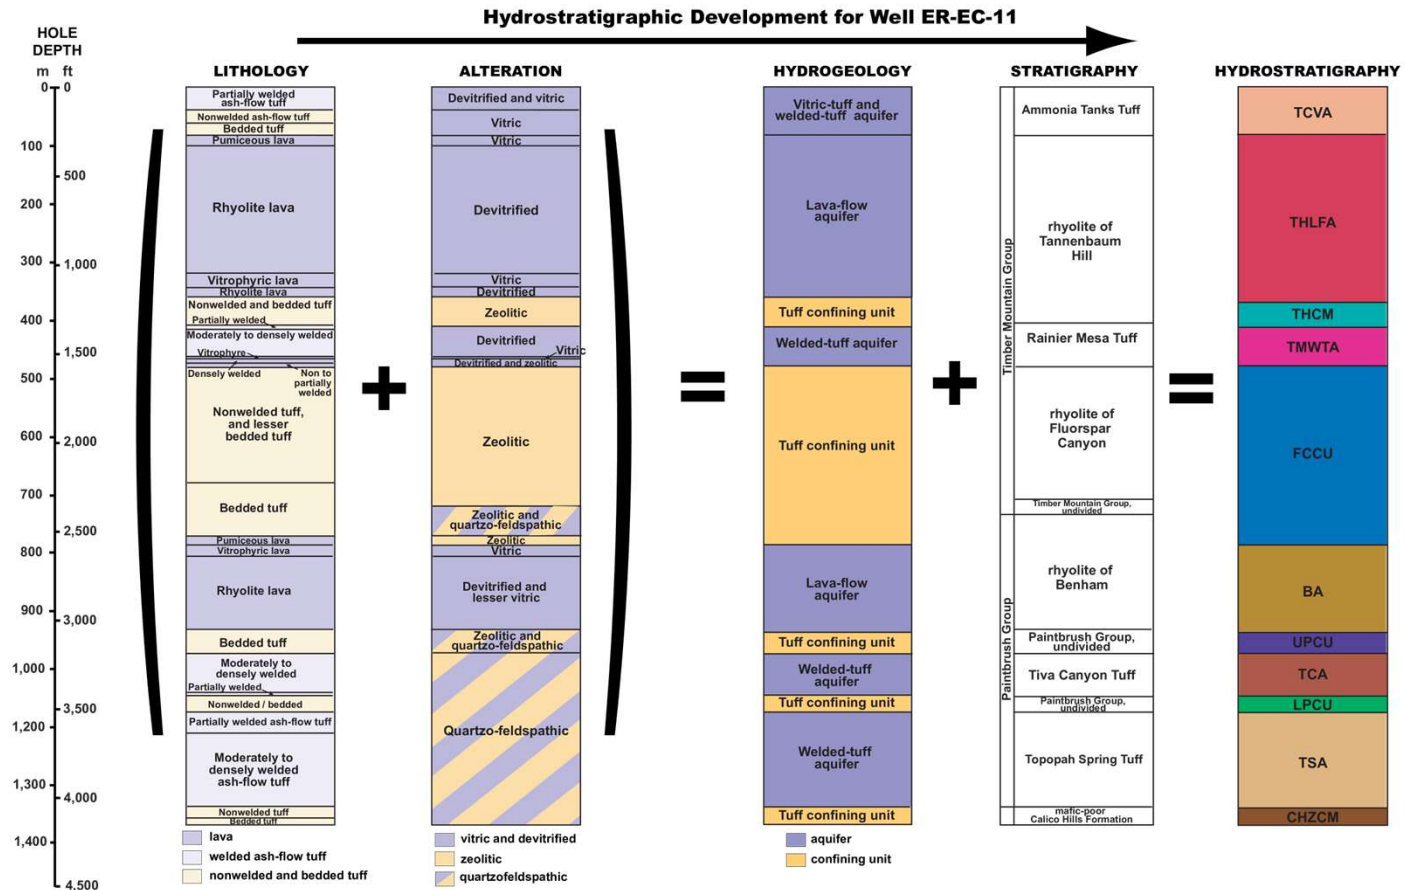 Hydrostratigraphic Development for Well ER-EC-11
HOLE
DEPTH
m ft
0 0
100
500
200
300
1,000
400
1,500
500
600
2,000
700
2,500
800
900
3,000
1,000
3,500
1,200
1,300
4,000
1,400
4,500
LITHOLOGY
Partially welded
ash-flow tuff
Nonwelded ash-flow tuff
Bedded tuff
Pumiceous lava
Rhyolite lava
Vitrophyric lava
Rhyolite lava
Nonwelded and bedded tuff
Partially welded
Moderately to densely welded
Vitrophyre
Densely welded
Non to
partially
welded
Nonwelded tuff,
and lesser
bedded tuff
Bedded tuff
Pumiceous lava
Vitrophyric lava
Rhyolite lava
Bedded tuff
Moderately to
densely welded
Partially welded
Nonwelded / bedded
Partially welded ash-flow tuff
Moderately to
densely welded
ash-flow tuff
Nonwelded tuff
Bedded tuff
lava
welded ash-flow tuff
nonwelded and bedded tuff
+
ALTERATION
Devitrified and vitric
Vitric
Vitric
Devitrified
Vitric
Devitrified
Zeolitic
Devitrified
Vitric
Devitrified and zeolitic
Zeolitic
Zeolitic and
quartzo-feldspathic
Zeolitic
Vitric
Devitrified and
lesser vitric
Zeolitic and
quartzo-feldspathic
Quartzo-feldspathic
vitric and devitrified
zeolitic
quartzofeldspathic
=
HYDROGEOLOGY
Vitric-tuff and
welded-tuff aquifer
Lava-flow
aquifer
Tuff confining unit
Welded-tuff aquifer
Tuff confining unit
Lava-flow
aquifer
Tuff confining unit
Welded-tuff
aquifer
Tuff confining unit
Welded-tuff
aquifer
Tuff confining unit
aquifer
confining unit
+
STRATIGRAPHY
Timber Mountain Group
Ammonia Tanks Tuff
rhyolite of
Tannenbaum
Hill
Rainier Mesa Tuff
rhyolite of
Fluorspar
Canyon
Timber Mountain Group,
undivided
Paintbrush Group
rhyolite of
Benham
Paintbrush Group,
undivided
Tiva Canyon Tuff
Paintbrush Group,
undivided
Topopah Spring Tuff
mafic-poor
Calico Hills Formation
=
HYDROSTRATIGRAPHY
TCVA
THLFA
THCM
TMWTA
FCCU
BA
UPCU
TCA
LPCU
TSA
CHZCM